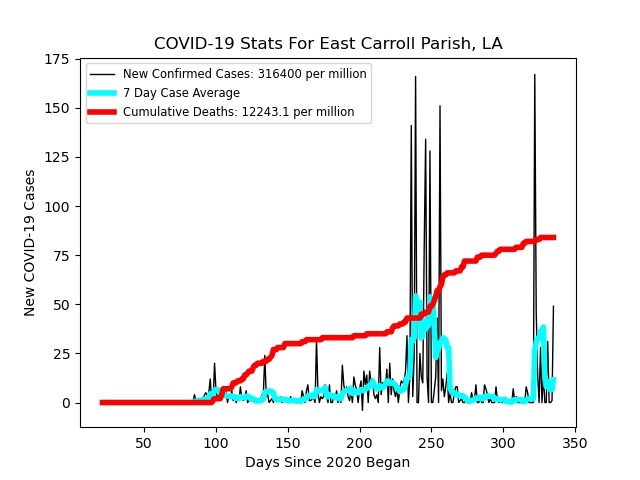 COVID-19 Stats For East Carroll Parish, LA
New Confirmed Cases: 316400 per million
7 Day Case Average
Cumulative Deaths: 12243.1 per million
New COVID-19 Cases
175
150
125
100
75
50
25
0
50
100
150
200
250
300
350
Days Since 2020 Began